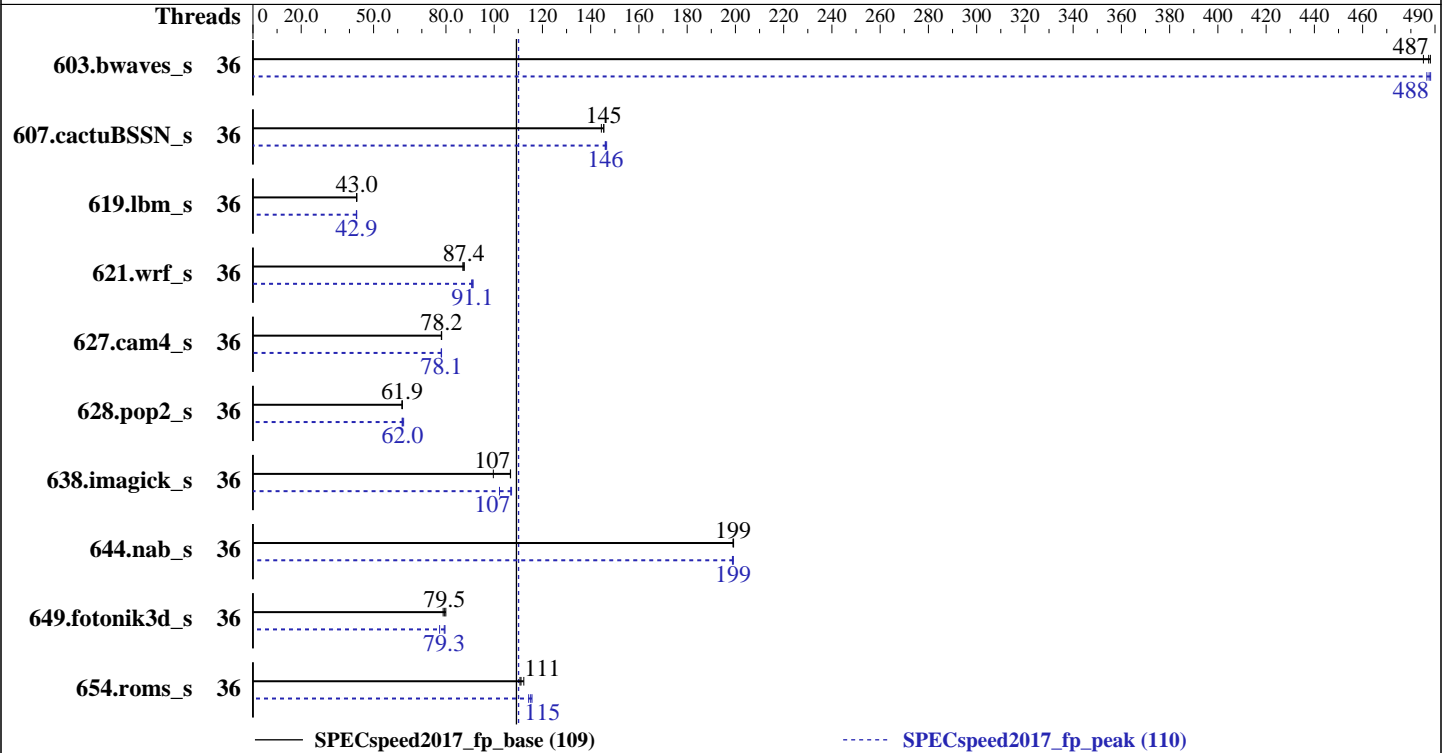 Threads 0 20.0 50.0 80.0 100 120 140 160 180 200 220 240 260 280 300 320 340 360 380 400 420 440 460 490
487
603.bwaves_s 36
488
145
607.cactuBSSN_s 36
146
43.0
619.lbm_s 36
42.9
87.4
621.wrf_s 36
91.1
78.2
627.cam4_s 36
78.1
61.9
628.pop2_s 36
62.0
107
638.imagick_s 36
107
199
644.nab_s 36
199
79.5
649.fotonik3d_s 36
79.3
111
654.roms_s 36
115
SPECspeed2017_fp_base (109) SPECspeed2017_fp_peak (110)